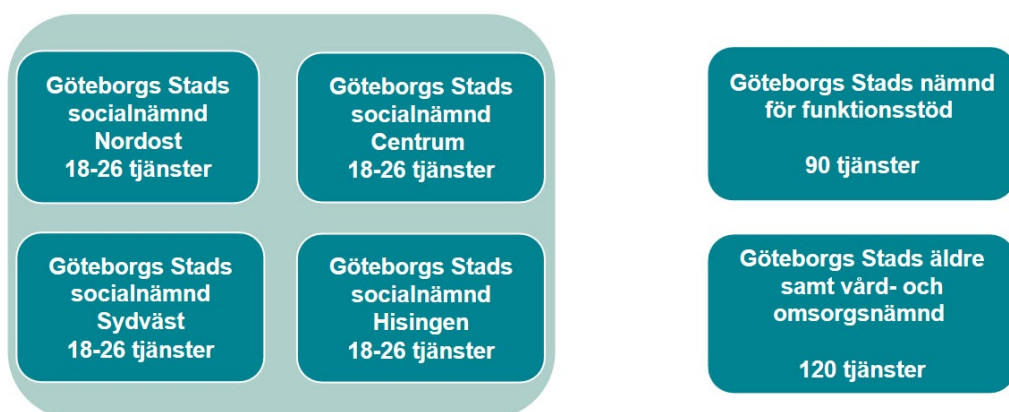 Göteborgs Stads
socialnämnd
Nordost
18-26 tjänster
Göteborgs Stads
socialnämnd
Centrum
18-26 tjänster
Göteborgs Stads nämnd
för funktionsstöd
90 tjänster
Göteborgs Stads
socialnämnd
Sydväst
18-26 tjänster
Göteborgs Stads
socialnämnd
Hisingen
18-26 tjänster
Göteborgs Stads äldre
samt vård- och
omsorgsnämnd
120 tjänster